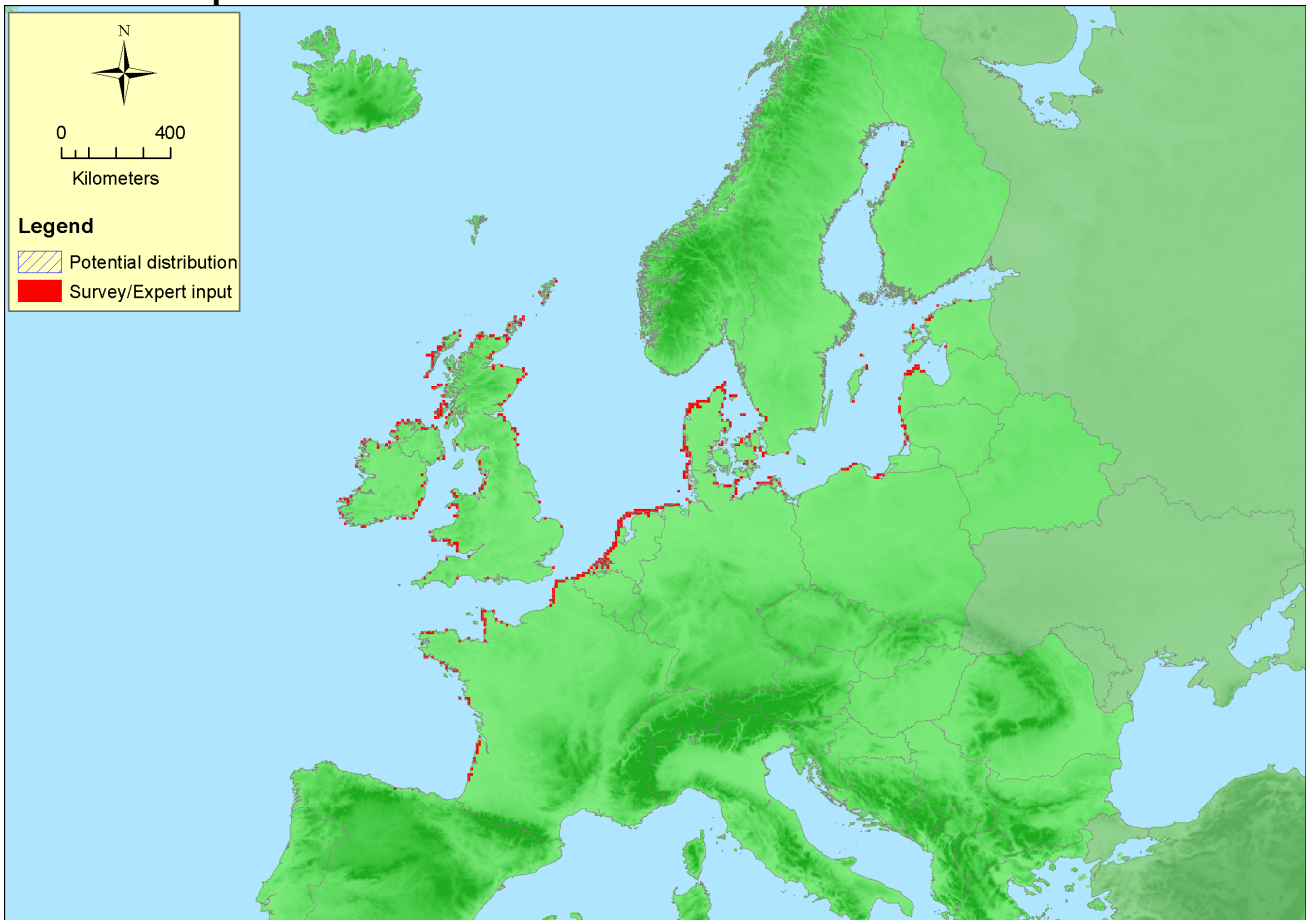 N
0 400
Kilometers
Legend
Potential distribution
Survey/Expert input